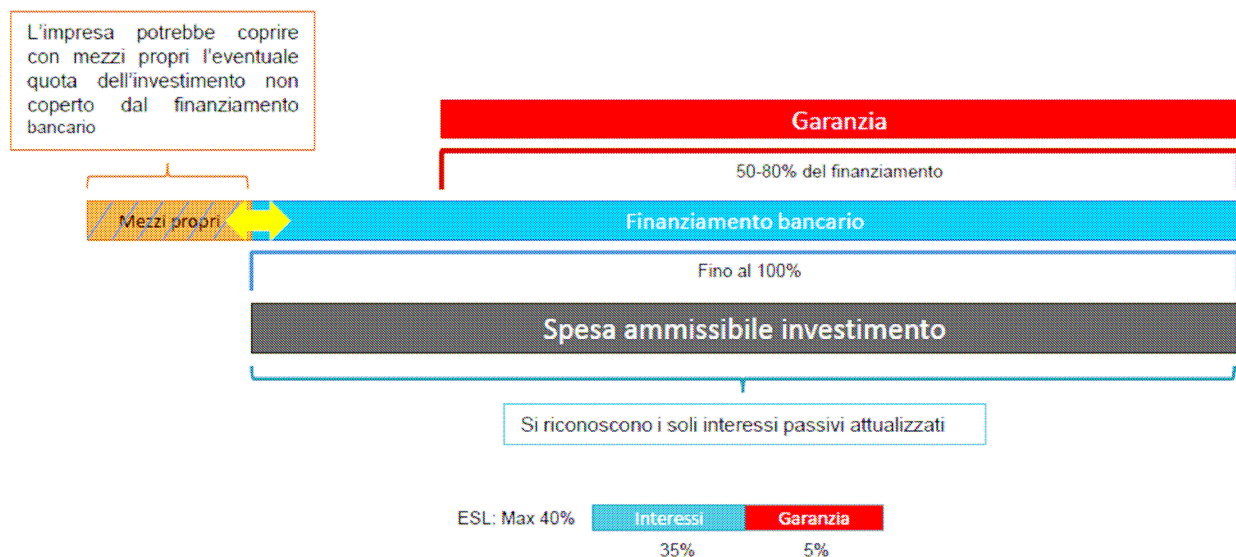 L'impresa potrebbe coprire
con mezzi propri l'eventuale
quota dell'investimento non
coperto dal finanziamento
bancario
Garanzia
50-80% del finanziamento
Mezzi propri
Finanziamento bancario
Fino al 100%
Spesa ammissibile investimento
Si riconoscono i soli interessi passivi attualizzati
ESL: Max 40%
Interessi
Garanzia
35%
5%